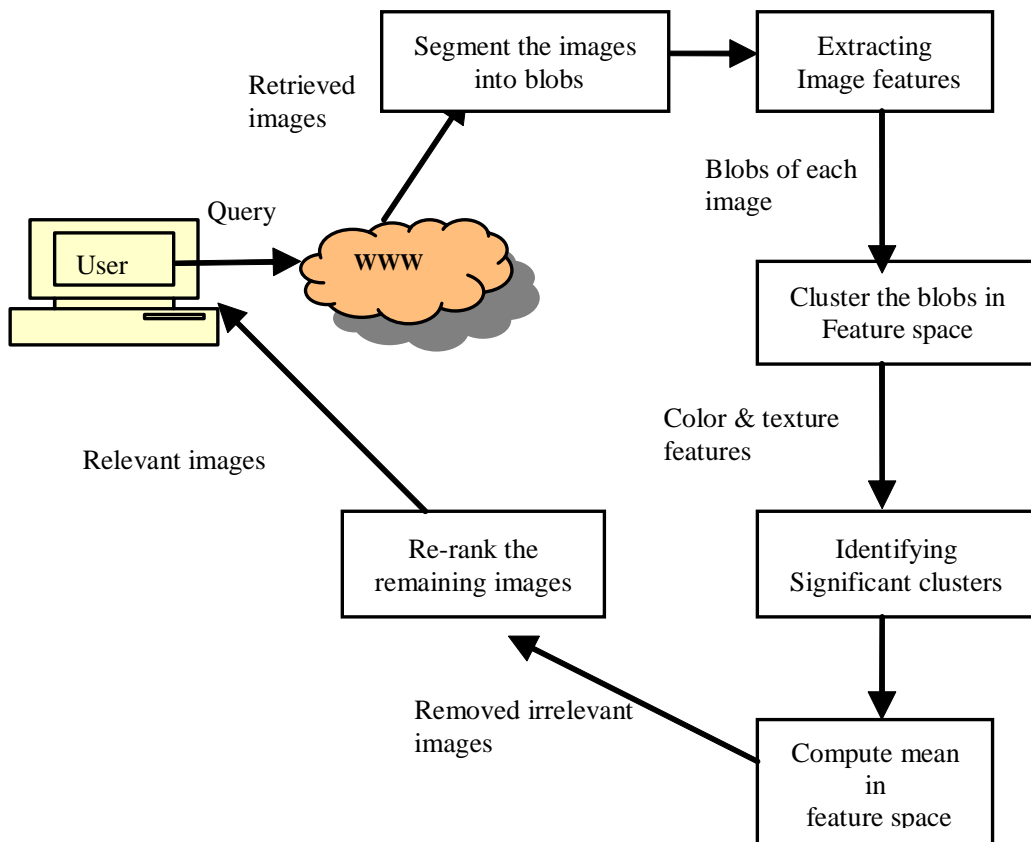 Segment the images
into blobs
Extracting
Image features
Retrieved
images
Blobs of each
image
Query
User
WWW
Cluster the blobs in
Feature space
Color & texture
features
Relevant images
Re-rank the
remaining images
Identifying
Significant clusters
Removed irrelevant
images
Compute mean
in
feature space